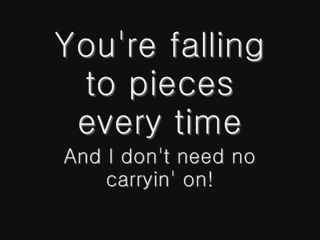 You're falling
to pieces
every time
And I don't need no
carryin' on!